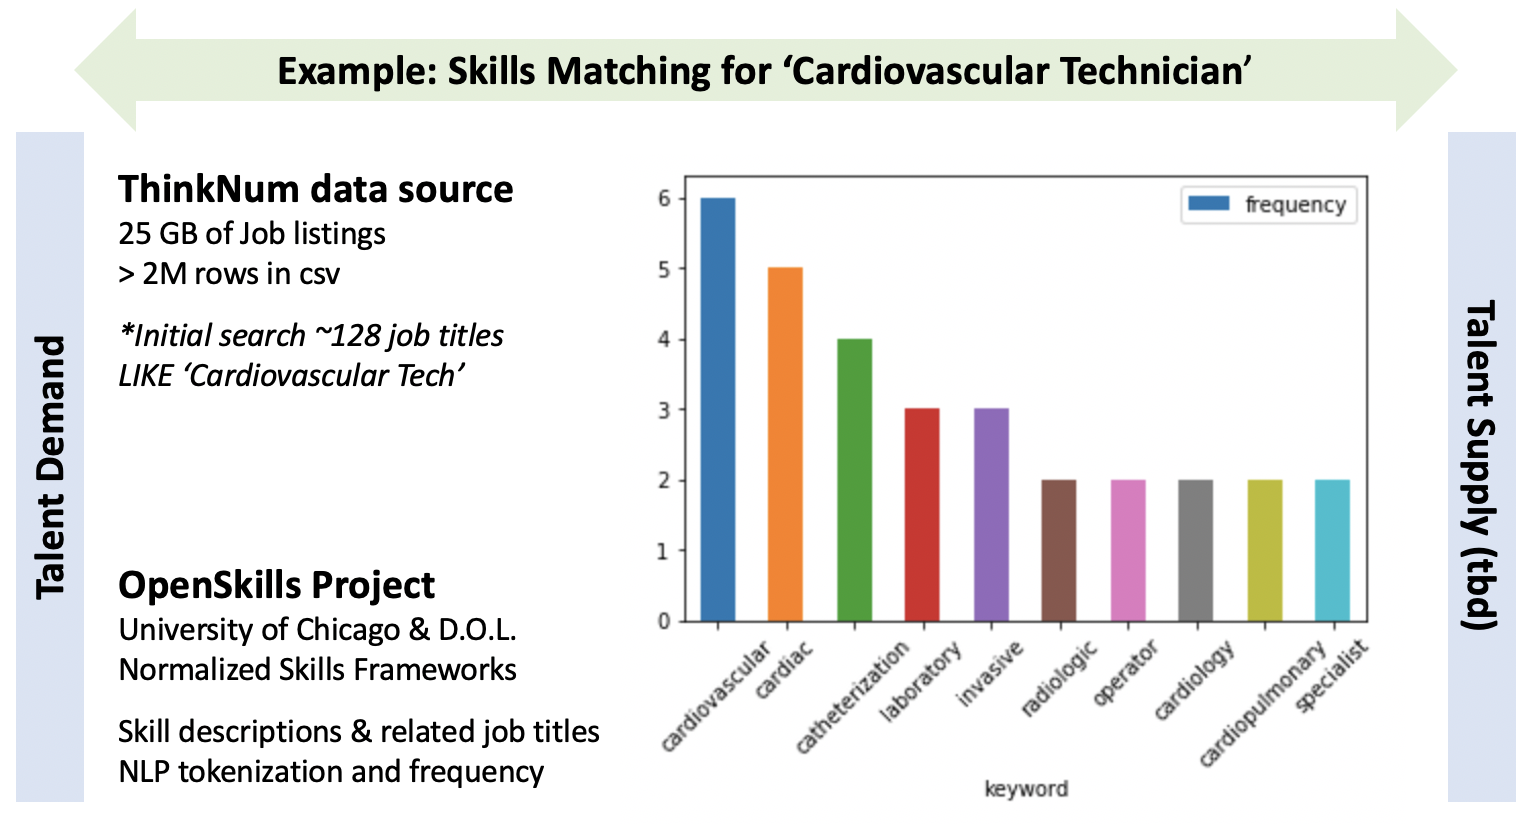 Example: Skills Matching for ‘Cardiovascular Technician’
Talent Demand
ThinkNum data source
25 GB of Job listings
> 2M rows in csv
*Initial search ~128 job titles
LIKE ‘Cardiovascular Tech’
OpenSkills Project
University of Chicago & D.O.L.
Normalized Skills Frameworks
Skill descriptions & related job titles
NLP tokenization and frequency
frequency
6
5
4
3
2
1
0
cardiovascular
cardiac
catheterization
laboratory
invasive
radiologic
operator
cardiology
cardiopulmonary
specialist
keyword
Talent Supply (tbd)